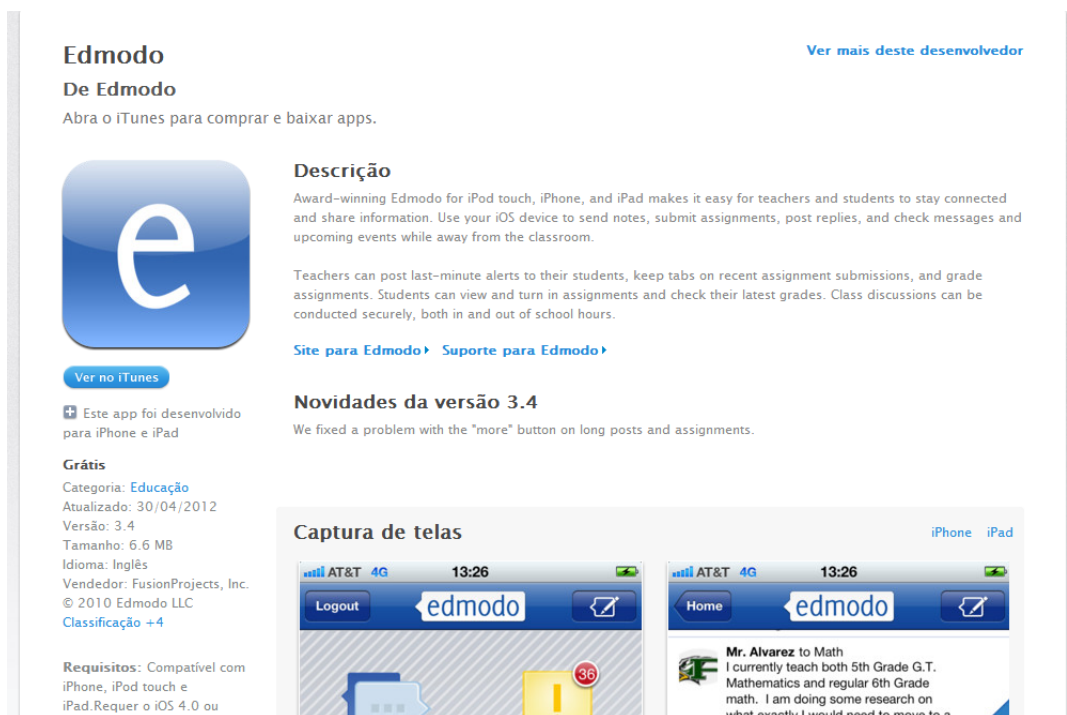 Edmodo
Ver mais deste desenvolvedor
De Edmodo
Abra o iTunes para comprar e baixar apps.
e
Ver no iTunes
Este app foi desenvolvido
para iPhone e iPad
Grátis
Categoria: Educação
Atualizado: 30/04/2012
Versão: 3.4
Tamanho: 6.6 MB
Idioma: Inglês
Vendedor: FusionProjects, Inc.
© 2010 Edmodo LLC
Classificação +4
Requisitos: Compatível com
iPhone, iPod touch e
iPad.Requer o iOS 4.0 ou
Descrição
Award-winning Edmodo for iPod touch, iPhone, and iPad makes it easy for teachers and students to stay connected
and share information. Use your iOS device to send notes, submit assignments, post replies, and check messages and
upcoming events while away from the classroom.
Teachers can post last-minute alerts to their students, keep tabs on recent assignment submissions, and grade
assignments. Students can view and turn in assignments and check their latest grades. Class discussions can be
conducted securely, both in and out of school hours.
Site para Edmodo Suporte para Edmodo
Novidades da versão 3.4
We fixed a problem with the "more" button on long posts and assignments.
Captura de telas
iPhone iPad
AT&T 4G 13:26
Logout edmodo
36
AT&T 4G 13:26
Home edmodo
Mr. Alvarez to Math
I currently teach both 5th Grade G.T.
Mathematics and regular 6th Grade
math. I am doing some research on
what exactly I would need to move to a